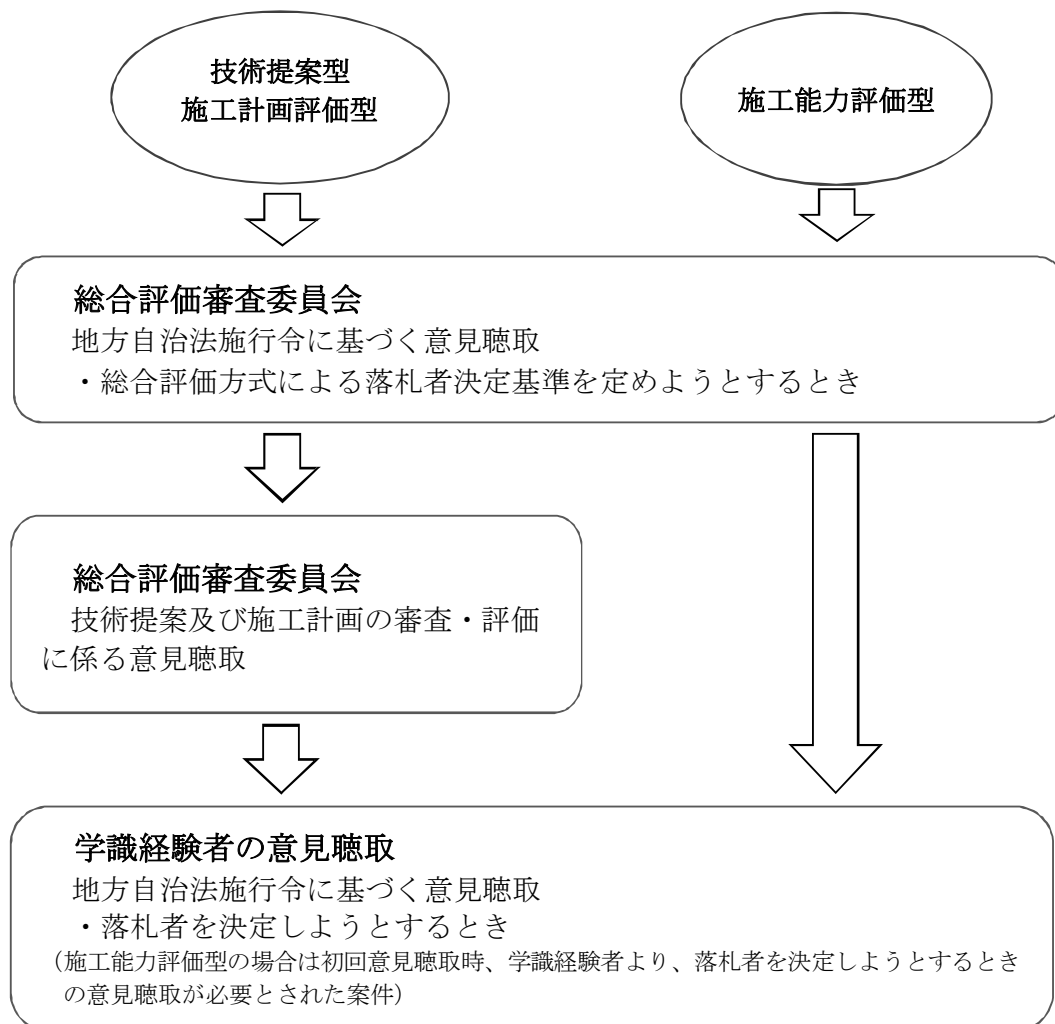 技術提案型
施工計画評価型
施工能力評価型
総合評価審査委員会
地方自治法施行令に基づく意見聴取
・総合評価方式による落札者決定基準を定めようとするとき
総合評価審査委員会
技術提案及び施工計画の審査・評価
に係る意見聴取
学識経験者の意見聴取
地方自治法施行令に基づく意見聴取
・落札者を決定しようとするとき
（施工能力評価型の場合は初回意見聴取時、学識経験者より、落札者を決定しようとするとき
の意見聴取が必要とされた案件）